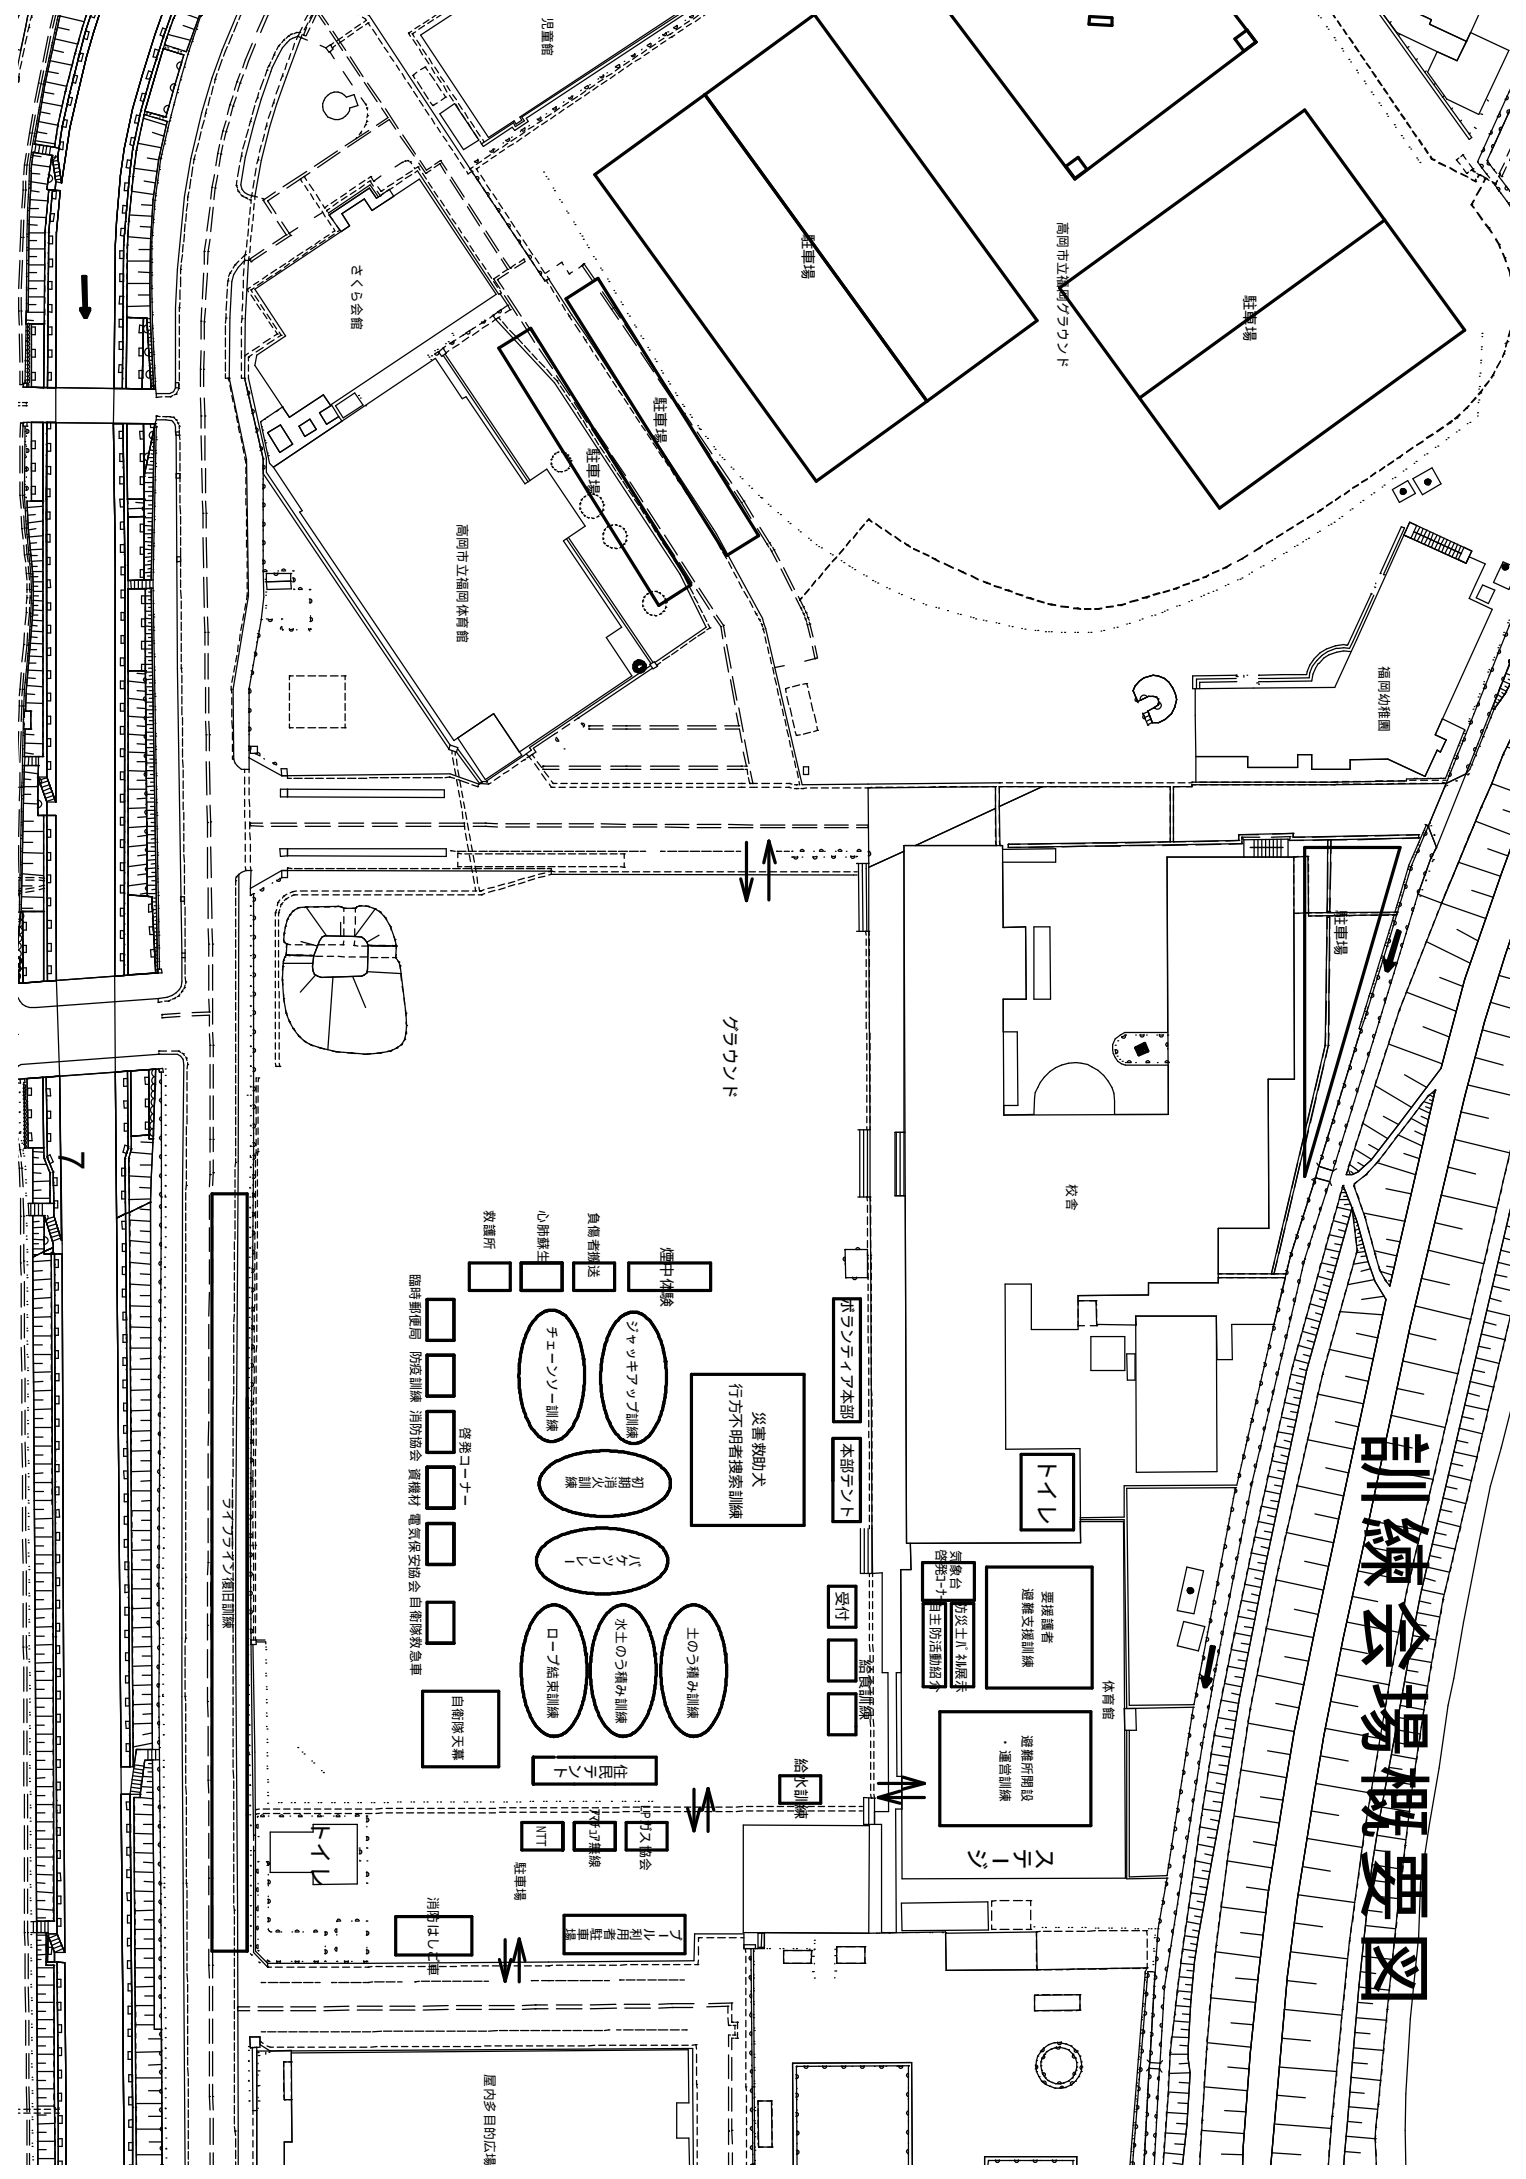 訓練会場概要図
児童館
さくら会館
駐車場
高岡市立福岡グラウンド
駐車場
駐車場
駐車場
高岡市立福岡体育館
福岡幼稚園
駐車場
グラウンド
校舎
7
救護所
心肺蘇生
負傷者搬送
煙中体験
臨時郵便局
防疫訓練
消防協会
資機材
電気保安協会
自衛隊救急車
啓発コーナー
チェーンソー訓練
ジャッキアップ訓練
初期消火訓練
バケツリレー
災害救助犬
行方不明者捜索訓練
ボランティア本部
本部テント
トイレ
ライフライン復旧訓練
ロープ結束訓練
水土のう積み訓練
土のう積み訓練
受付
給食訓練
気象台
啓発コーナー
防災士パネル展示
自主防活動紹介
要援護者
避難支援訓練
体育館
避難所開設
・運営訓練
ステージ
自衛隊天幕
住民テント
給水訓練
NTT
アマチュア無線
LPガス協会
トイレ
駐車場
消防はしご車
プール利用者駐車場
屋内多目的広場